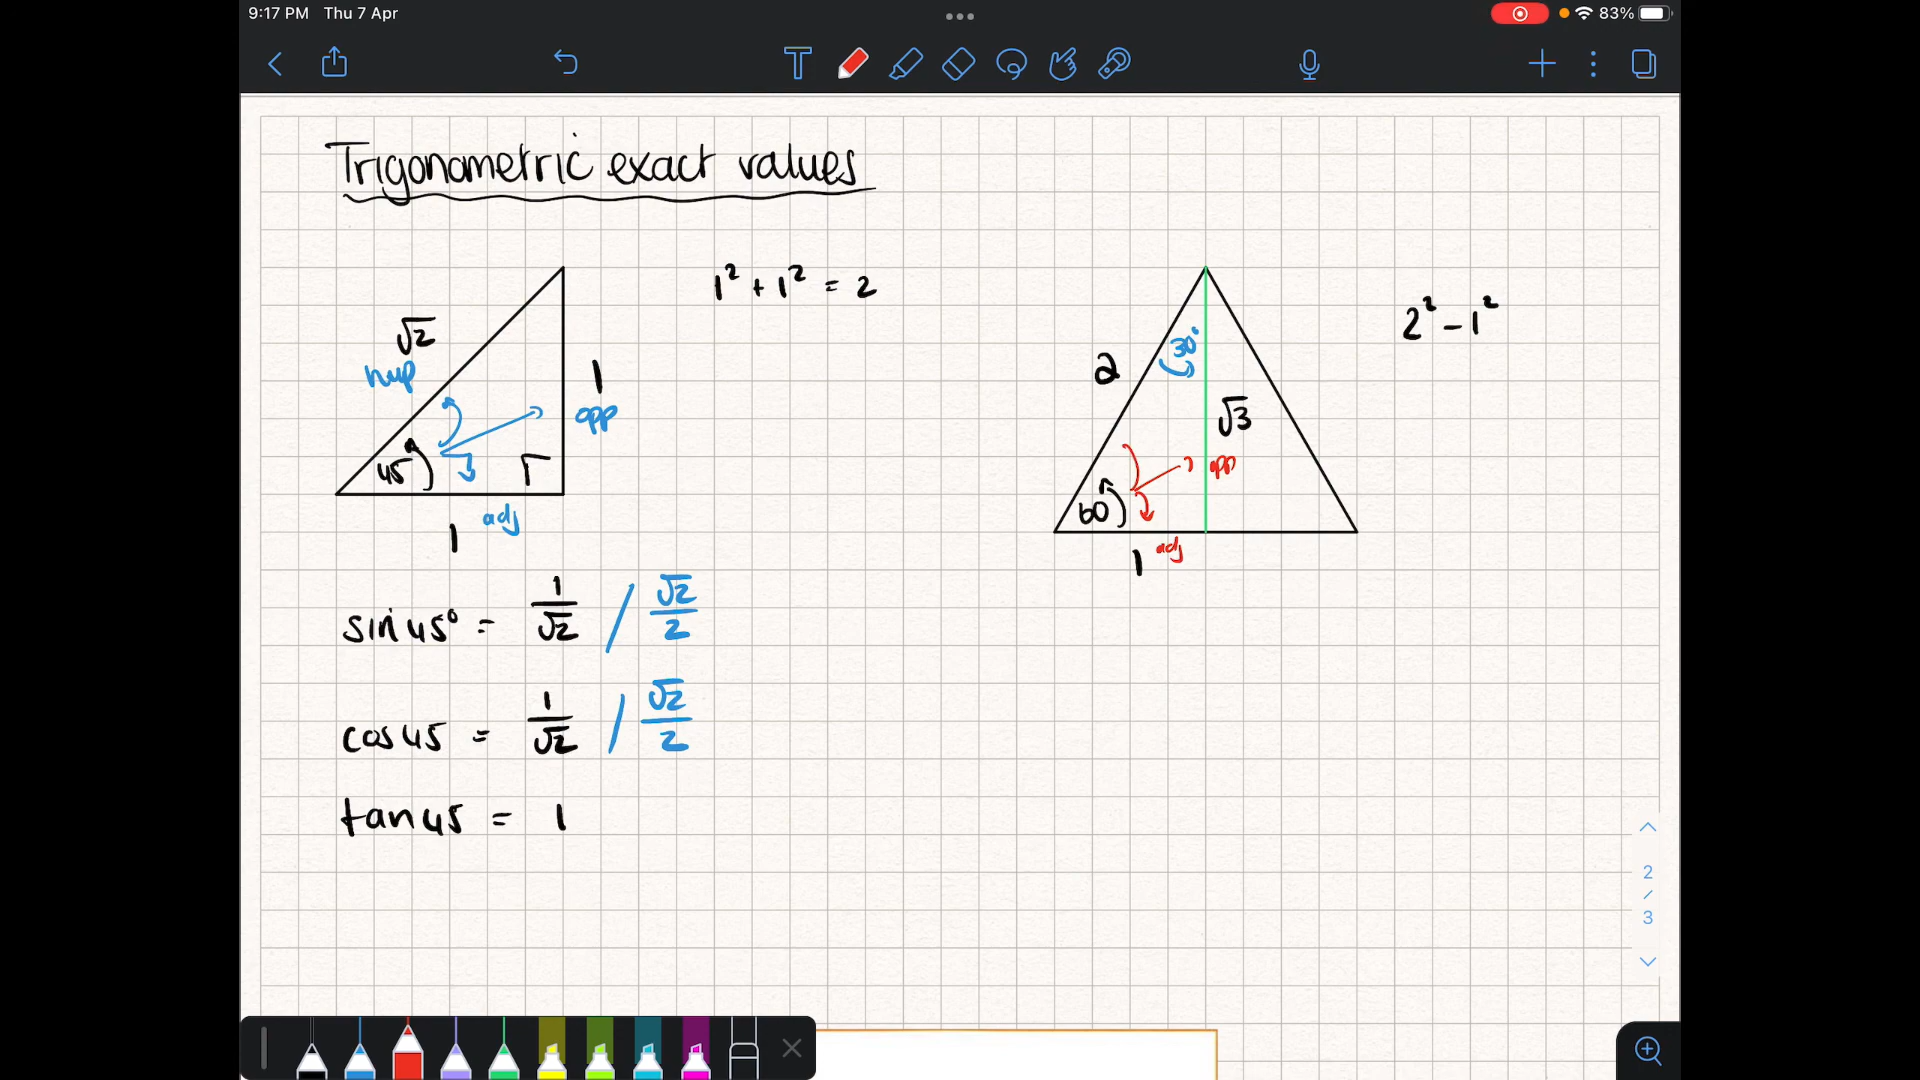 9:17 PM Thu 7 Apr
83%
Trigonometric exact values
1² + 1² = 2
√2
hyp
1
opp
45
1 adj
2² - 1²
2
30°
√3
opp
60
1 adj
sin 45° = 1/√2 / √2/2
cos 45 = 1/√2 / √2/2
tan 45 = 1
2
/
3